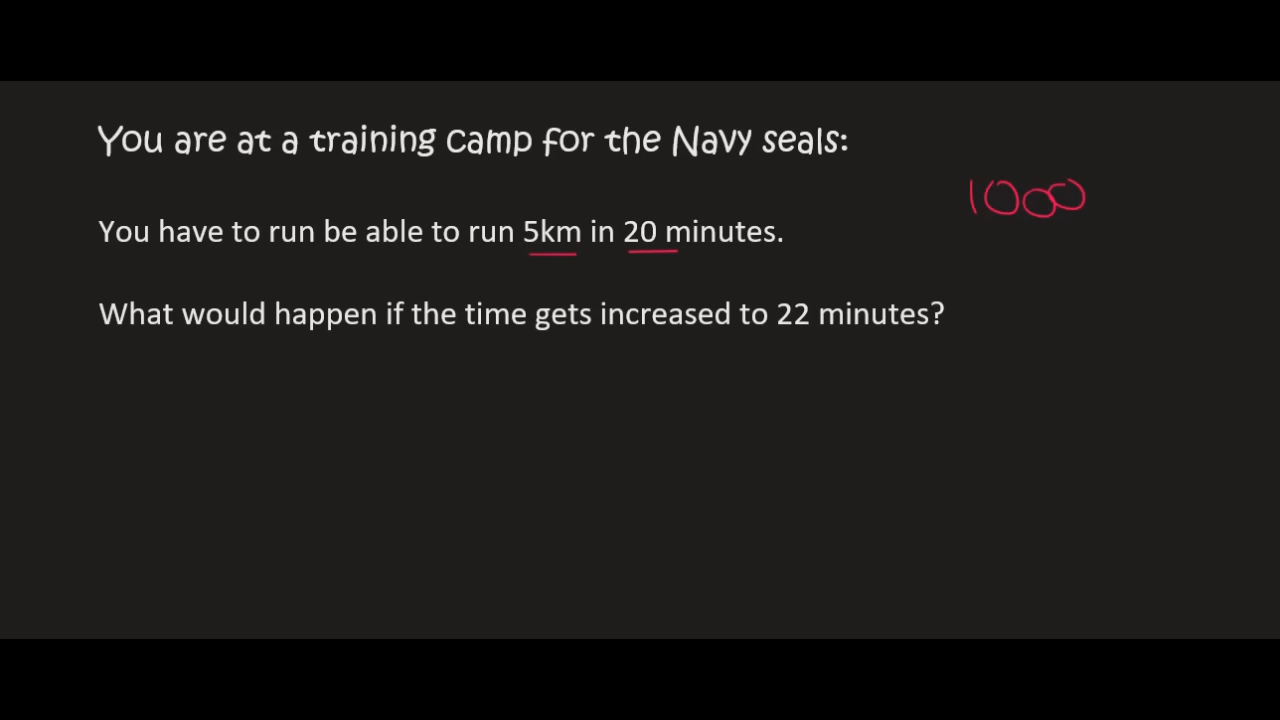 You are at a training camp for the Navy seals:
1000
You have to run be able to run 5km in 20 minutes.
What would happen if the time gets increased to 22 minutes?